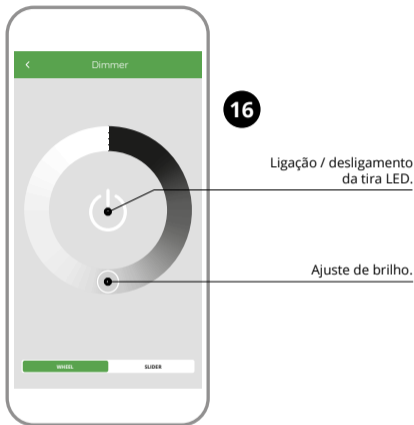 Dimmer
16
Ligação / desligamento
da tira LED.
Ajuste de brilho.
WHEEL
SLIDER